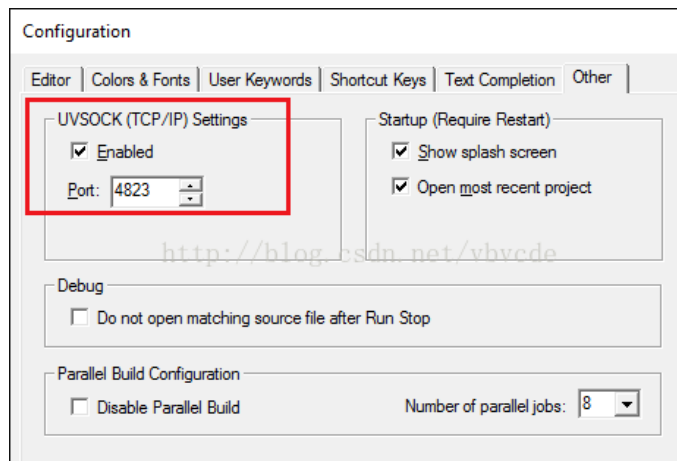 Configuration
Editor Colors & Fonts User Keywords Shortcut Keys Text Completion Other
UVSOCK (TCP/IP) Settings
Enabled
Port: 4823
Startup (Require Restart)
Show splash screen
Open most recent project
http://blog.csdn.net/vbvcde
Debug
Do not open matching source file after Run Stop
Parallel Build Configuration
Disable Parallel Build
Number of parallel jobs: 8